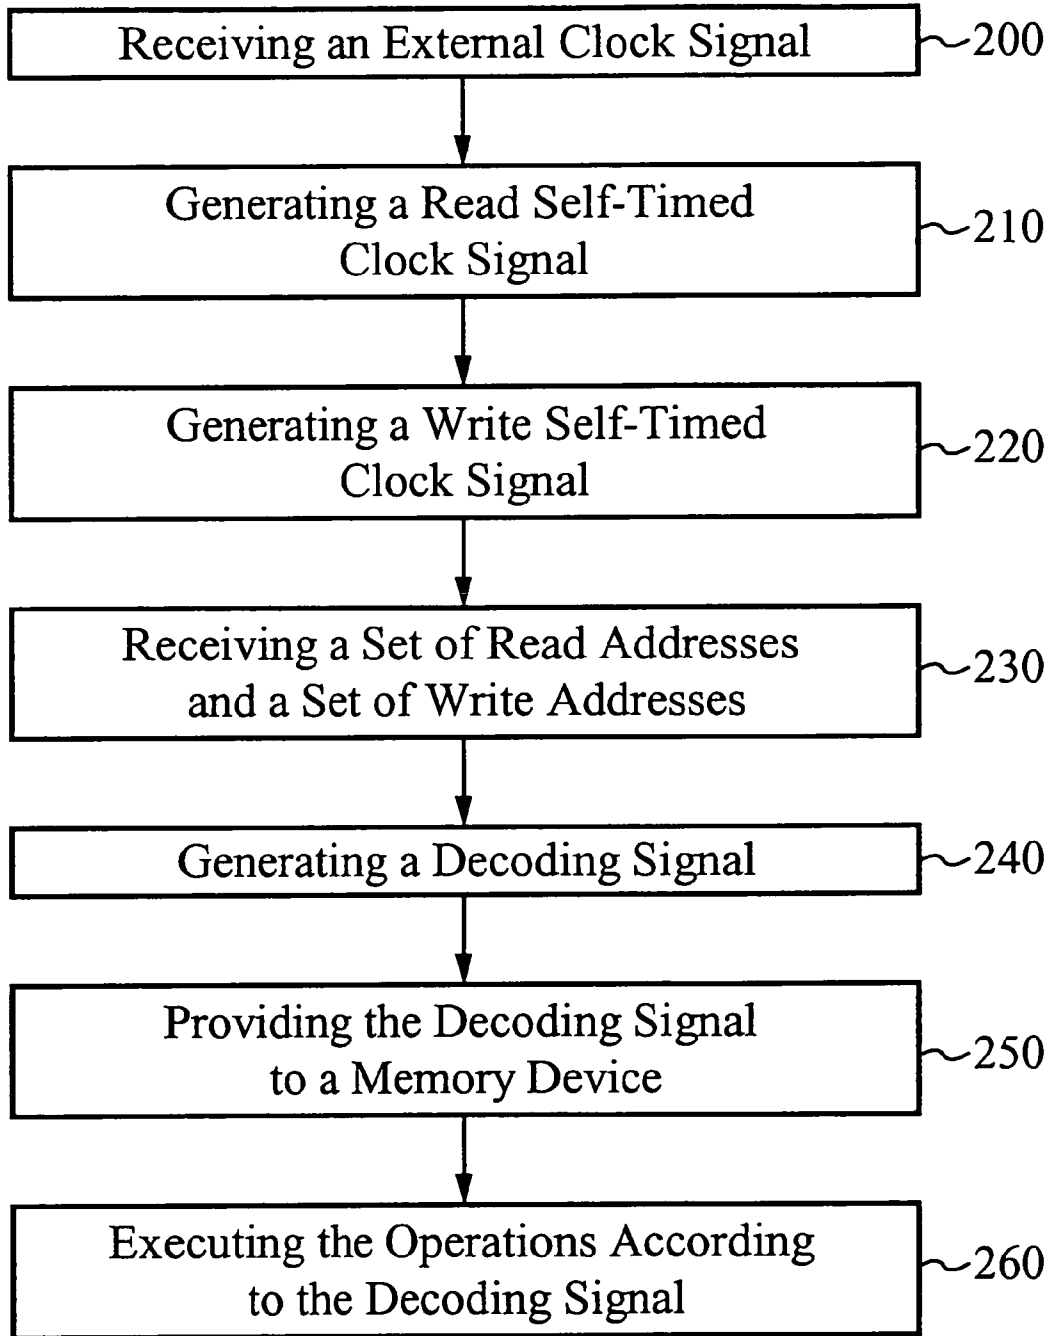 Receiving an External Clock Signal
200
Generating a Read Self-Timed
Clock Signal
210
Generating a Write Self-Timed
Clock Signal
220
Receiving a Set of Read Addresses
and a Set of Write Addresses
230
Generating a Decoding Signal
240
Providing the Decoding Signal
to a Memory Device
250
Executing the Operations According
to the Decoding Signal
260